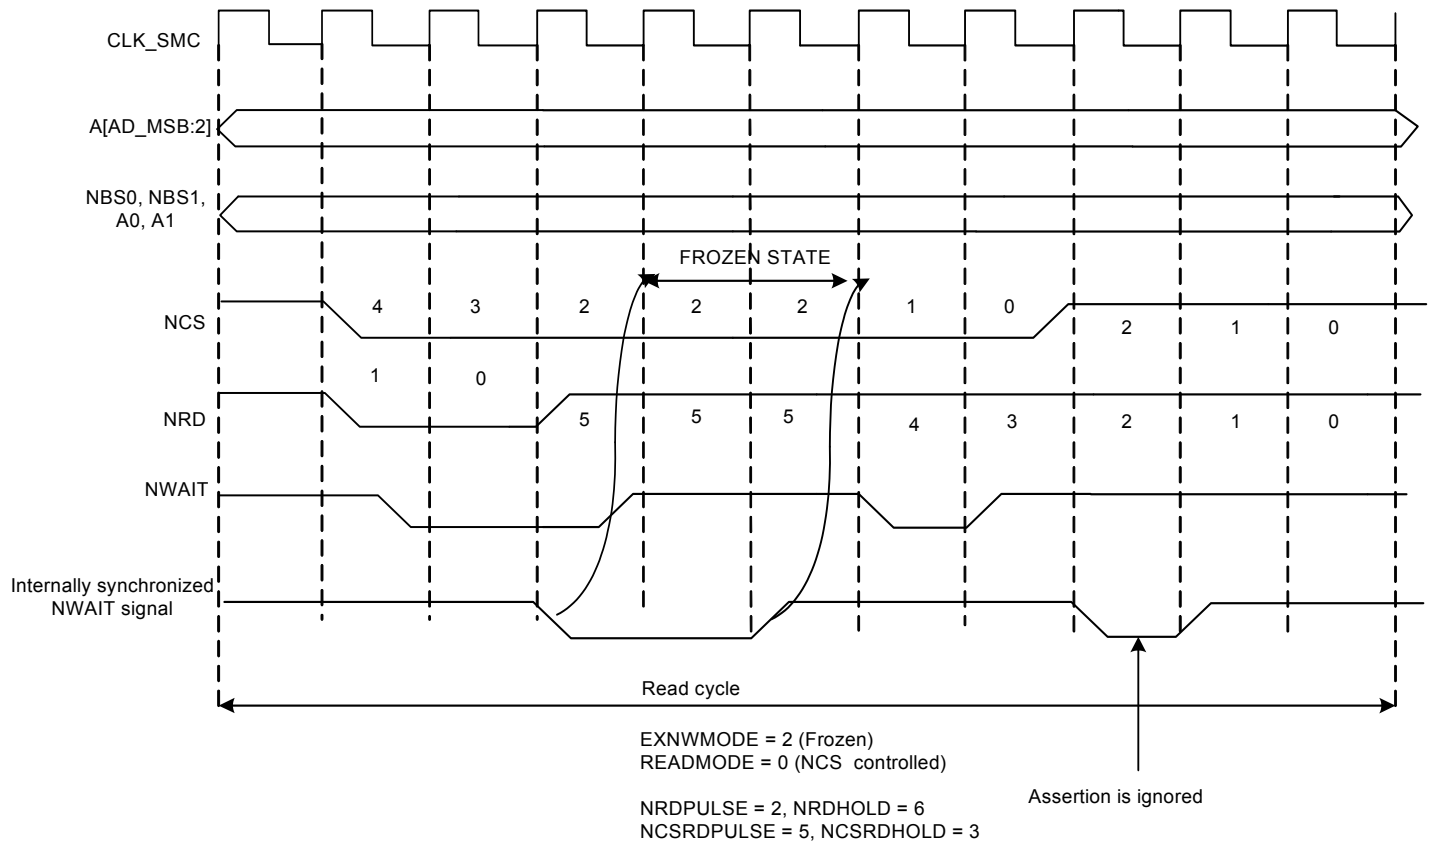 CLK_SMC
A[AD_MSB:2]
NBS0, NBS1,
A0, A1
FROZEN STATE
NCS
4 3 2 2 2 1 0
2 1 0
1 0
NRD
5 5 5 4 3 2 1 0
NWAIT
Internally synchronized
NWAIT signal
Read cycle
EXNWMODE = 2 (Frozen)
READMODE = 0 (NCS controlled)
Assertion is ignored
NRDPULSE = 2, NRDHOLD = 6
NCSRDPULSE = 5, NCSRDHOLD = 3